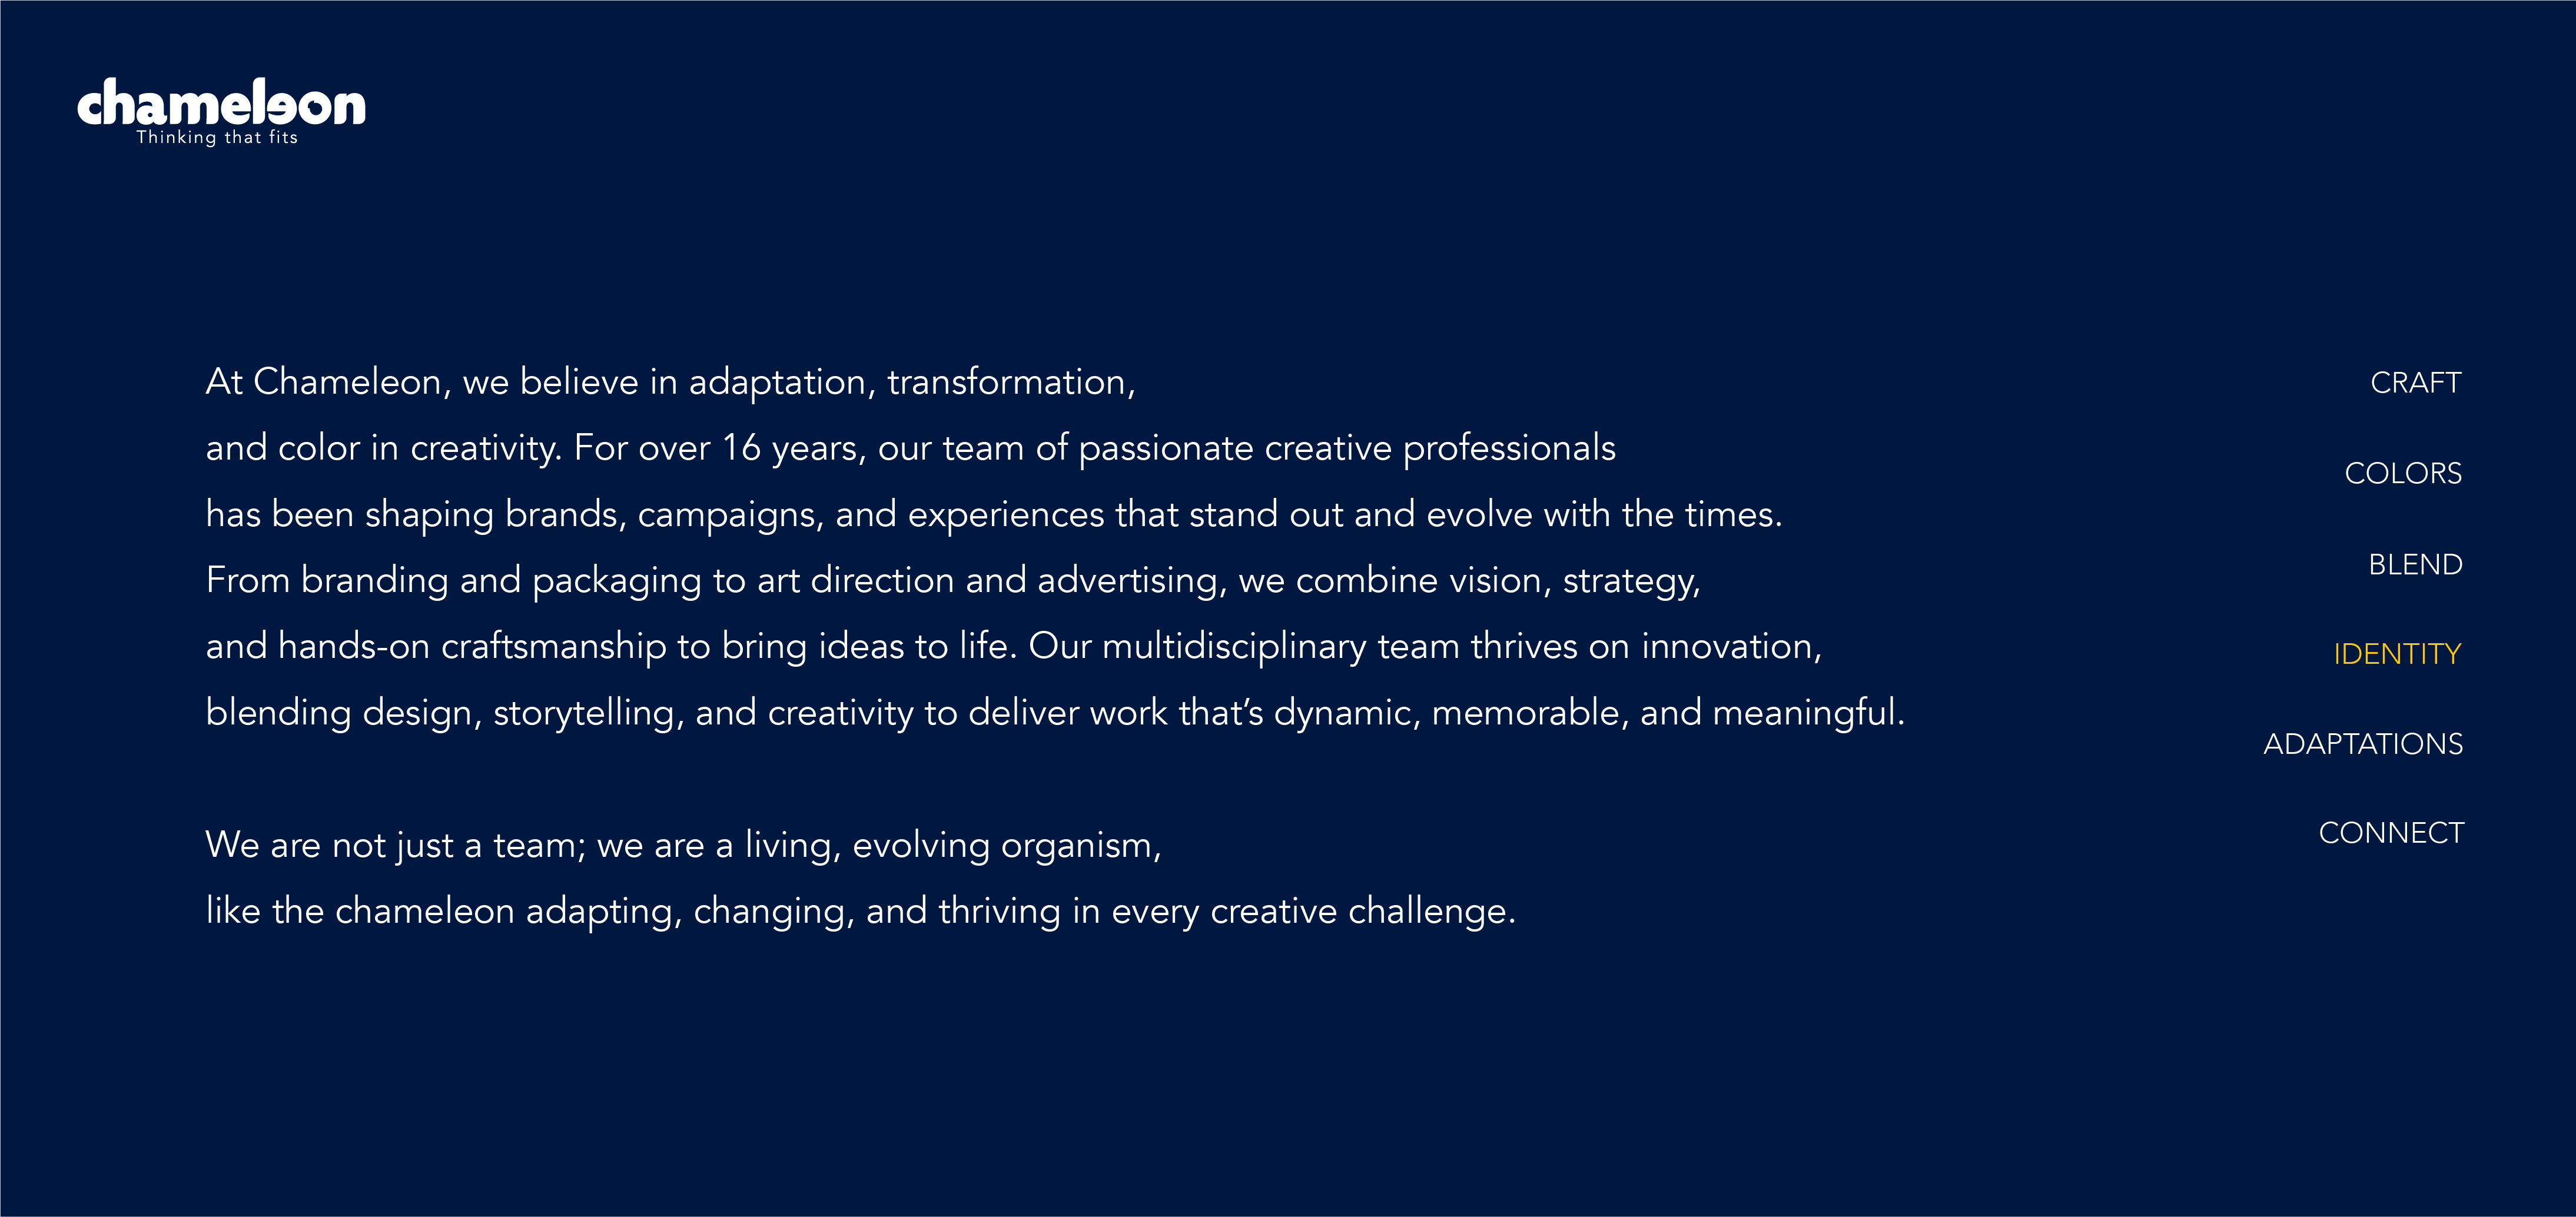 chameleon
Thinking that fits
At Chameleon, we believe in adaptation, transformation,
and color in creativity. For over 16 years, our team of passionate creative professionals
has been shaping brands, campaigns, and experiences that stand out and evolve with the times.
From branding and packaging to art direction and advertising, we combine vision, strategy,
and hands-on craftsmanship to bring ideas to life. Our multidisciplinary team thrives on innovation,
blending design, storytelling, and creativity to deliver work that’s dynamic, memorable, and meaningful.
We are not just a team; we are a living, evolving organism,
like the chameleon adapting, changing, and thriving in every creative challenge.
CRAFT
COLORS
BLEND
IDENTITY
ADAPTATIONS
CONNECT